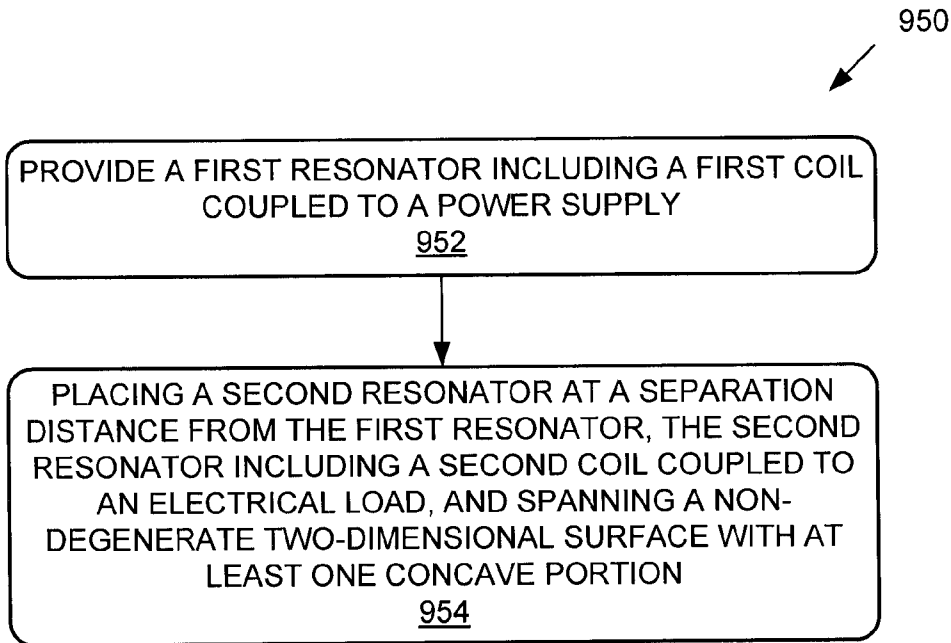 950
PROVIDE A FIRST RESONATOR INCLUDING A FIRST COIL
COUPLED TO A POWER SUPPLY
952
PLACING A SECOND RESONATOR AT A SEPARATION
DISTANCE FROM THE FIRST RESONATOR, THE SECOND
RESONATOR INCLUDING A SECOND COIL COUPLED TO
AN ELECTRICAL LOAD, AND SPANNING A NON-
DEGENERATE TWO-DIMENSIONAL SURFACE WITH AT
LEAST ONE CONCAVE PORTION
954